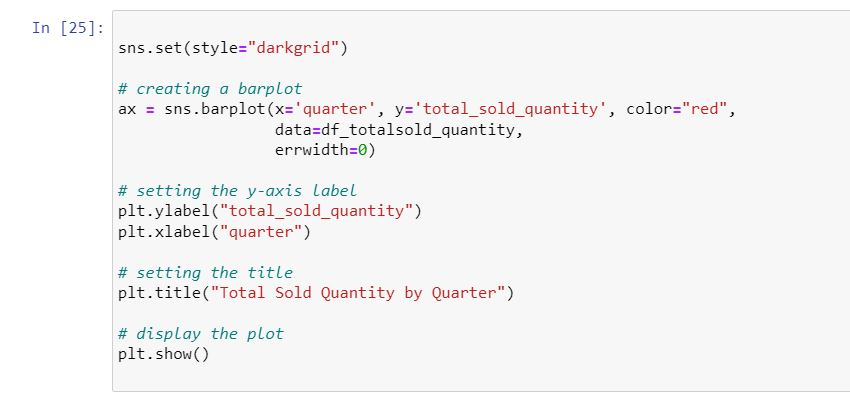 In [25]:
sns.set(style="darkgrid")
# creating a barplot
ax = sns.barplot(x='quarter', y='total_sold_quantity', color="red",
data=df_totalsold_quantity,
errwidth=0)
# setting the y-axis label
plt.ylabel("total_sold_quantity")
plt.xlabel("quarter")
# setting the title
plt.title("Total Sold Quantity by Quarter")
# display the plot
plt.show()